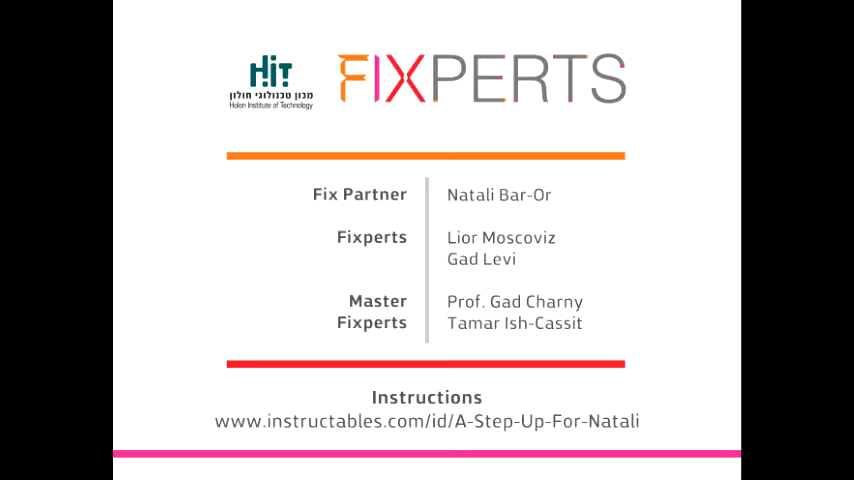 HiT
מכון טכנולוגי חולון
Holon Institute of Technology
FIXPERTS
Fix Partner Natali Bar-Or
Fixperts Lior Moscoviz
Gad Levi
Master Prof. Gad Charny
Fixperts Tamar Ish-Cassit
Instructions
www.instructables.com/id/A-Step-Up-For-Natali